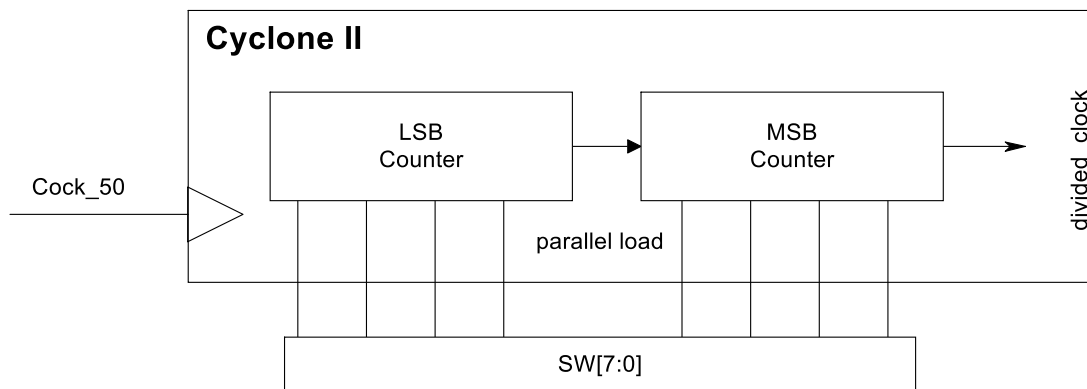 Cyclone II
LSB
Counter
MSB
Counter
divided clock
Cock_50
parallel load
SW[7:0]